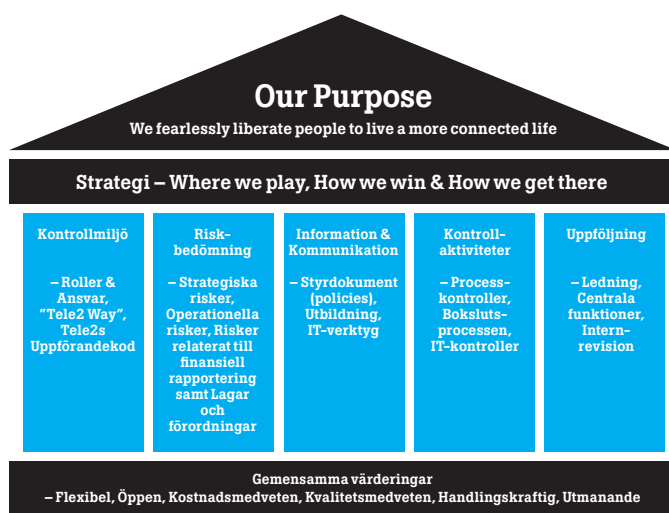 Our Purpose
We fearlessly liberate people to live a more connected life
Strategi – Where we play, How we win & How we get there
Kontrollmiljö
– Roller &
Ansvar,
”Tele2 Way”,
Tele2s
Uppförandekod
Risk-
bedömning
– Strategiska
risker,
Operationella
risker, Risker
relaterat till
finansiell
rapportering
samt Lagar
och
förordningar
Information &
Kommunikation
– Styrdokument
(policies),
Utbildning,
IT-verktyg
Kontroll-
aktiviteter
– Process-
kontroller,
Boksluts-
processen,
IT-kontroller
Uppföljning
– Ledning,
Centrala
funktioner,
Intern-
revision
Gemensamma värderingar
– Flexibel, Öppen, Kostnadsmedveten, Kvalitetsmedveten, Handlingskraftig, Utmanande